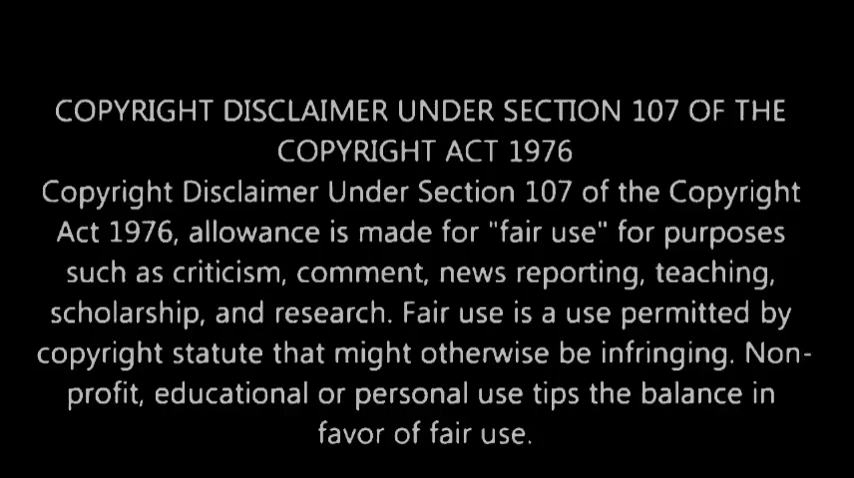 COPYRIGHT DISCLAIMER UNDER SECTION 107 OF THE
COPYRIGHT ACT 1976
Copyright Disclaimer Under Section 107 of the Copyright
Act 1976, allowance is made for "fair use" for purposes
such as criticism, comment, news reporting, teaching,
scholarship, and research. Fair use is a use permitted by
copyright statute that might otherwise be infringing. Non-
profit, educational or personal use tips the balance in
favor of fair use.